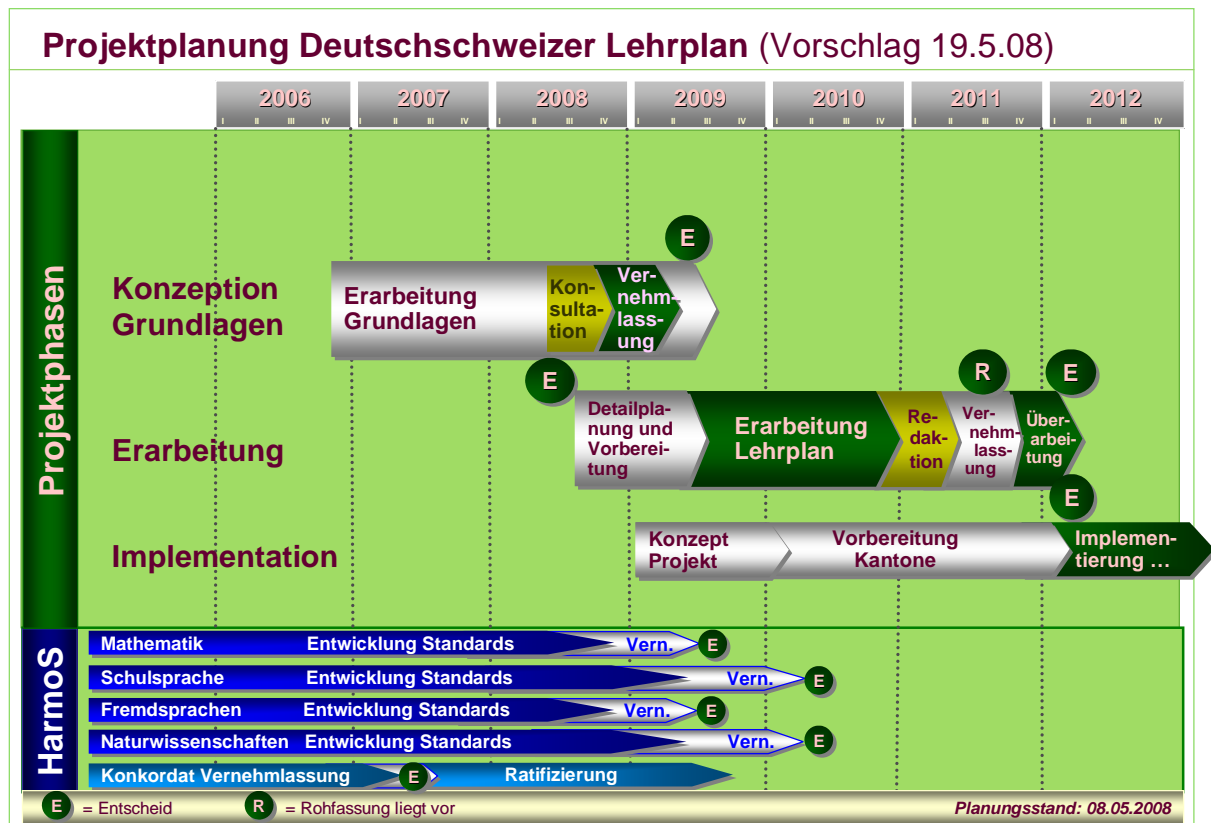 Projektplanung Deutschschweizer Lehrplan (Vorschlag 19.5.08)
2006 2007 2008 2009 2010 2011 2012
I II III IV I II III IV I II III IV I II III IV I II III IV I II III IV I II III IV
Projektphasen
E
Konzeption
Grundlagen
Erarbeitung
Grundlagen
Kon-
sulta-
tion
Ver-
nehm-
lass-
ung
E
R
E
Erarbeitung
Detailpla-
nung und
Vorberei-
tung
Erarbeitung
Lehrplan
Re-
dak-
tion
Ver-
nehm-
lass-
ung
Über-
arbei-
tung
E
Implementation
Konzept
Projekt
Vorbereitung
Kantone
Implemen-
tierung ...
HarmoS
Mathematik Entwicklung Standards Vern. E
Schulsprache Entwicklung Standards Vern. E
Fremdsprachen Entwicklung Standards Vern. E
Naturwissenschaften Entwicklung Standards Vern. E
Konkordat Vernehmlassung E Ratifizierung
E = Entscheid R = Rohfassung liegt vor Planungsstand: 08.05.2008